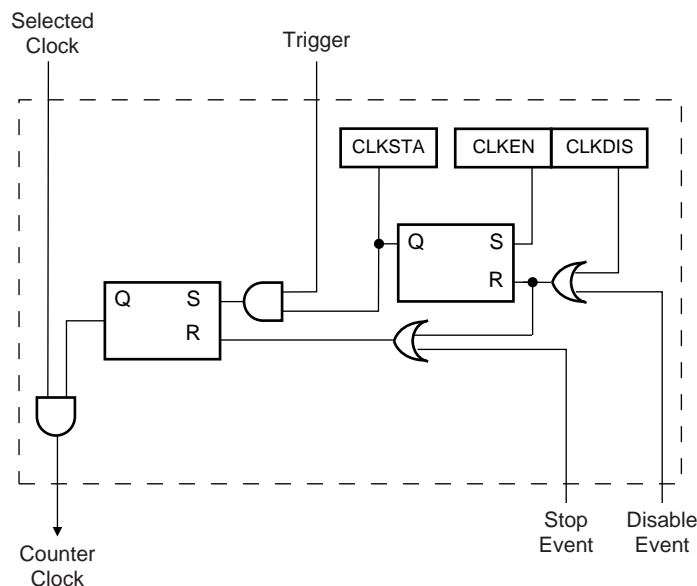 Selected
Clock
Trigger
CLKSTA
CLKEN
CLKDIS
Q
S
R
Q
S
R
Stop
Event
Disable
Event
Counter
Clock